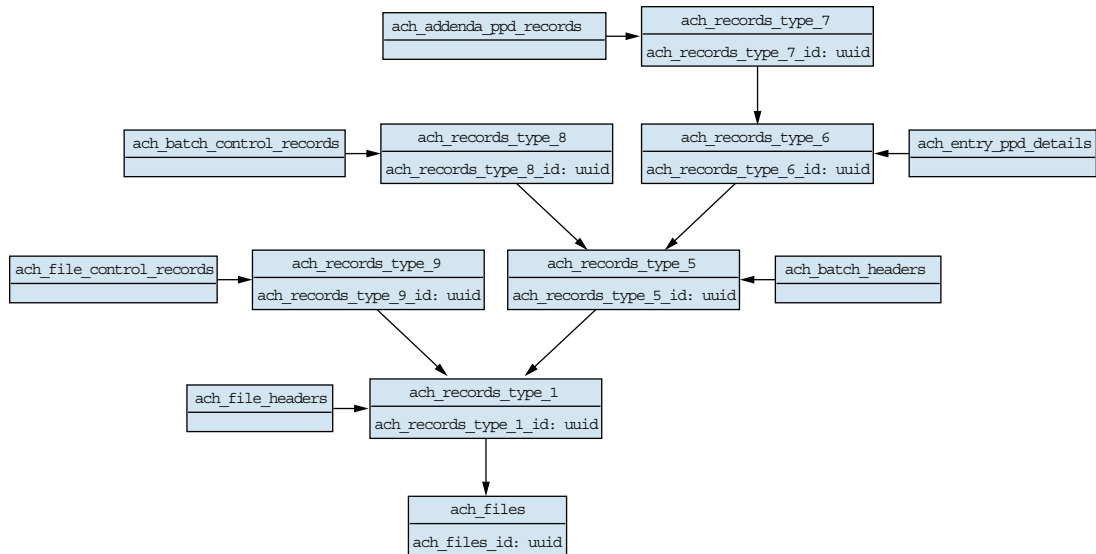 ach_addenda_ppd_records
ach_records_type_7
ach_records_type_7_id: uuid
ach_batch_control_records
ach_records_type_8
ach_records_type_8_id: uuid
ach_records_type_6
ach_records_type_6_id: uuid
ach_entry_ppd_details
ach_file_control_records
ach_records_type_9
ach_records_type_9_id: uuid
ach_records_type_5
ach_records_type_5_id: uuid
ach_batch_headers
ach_file_headers
ach_records_type_1
ach_records_type_1_id: uuid
ach_files
ach_files_id: uuid